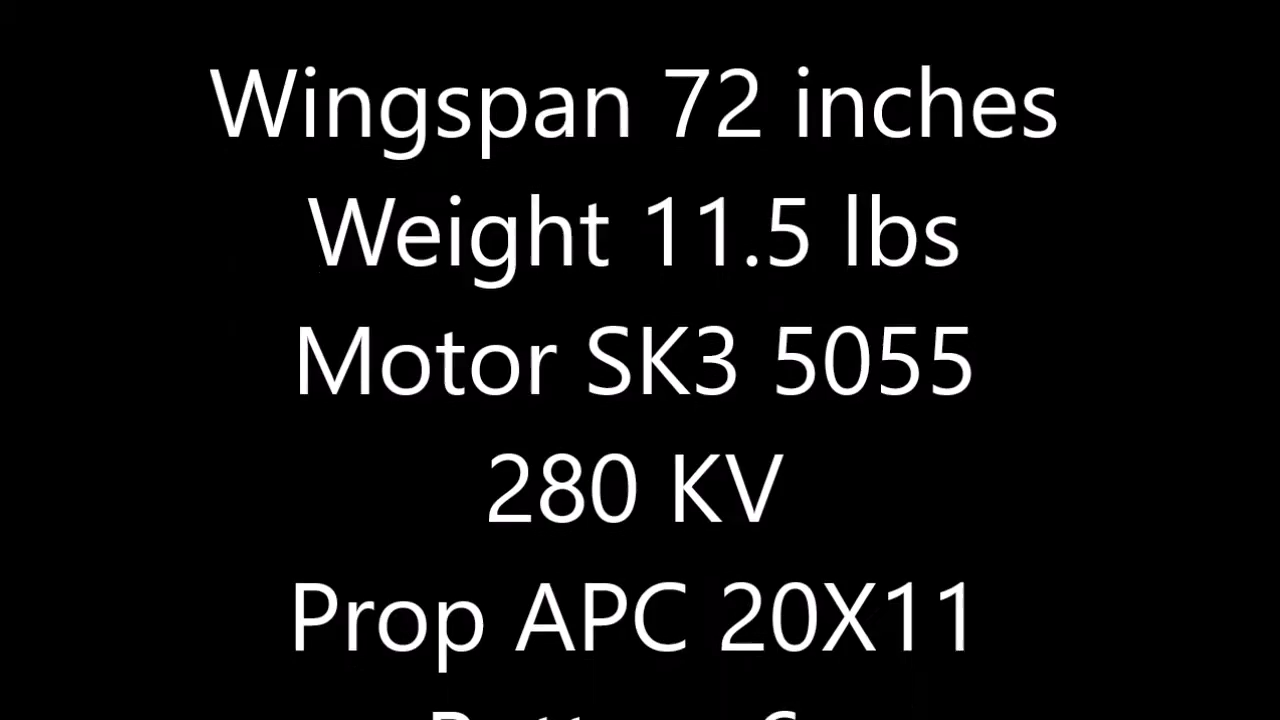 Wingspan 72 inches
Weight 11.5 lbs
Motor SK3 5055
280 KV
Prop APC 20X11